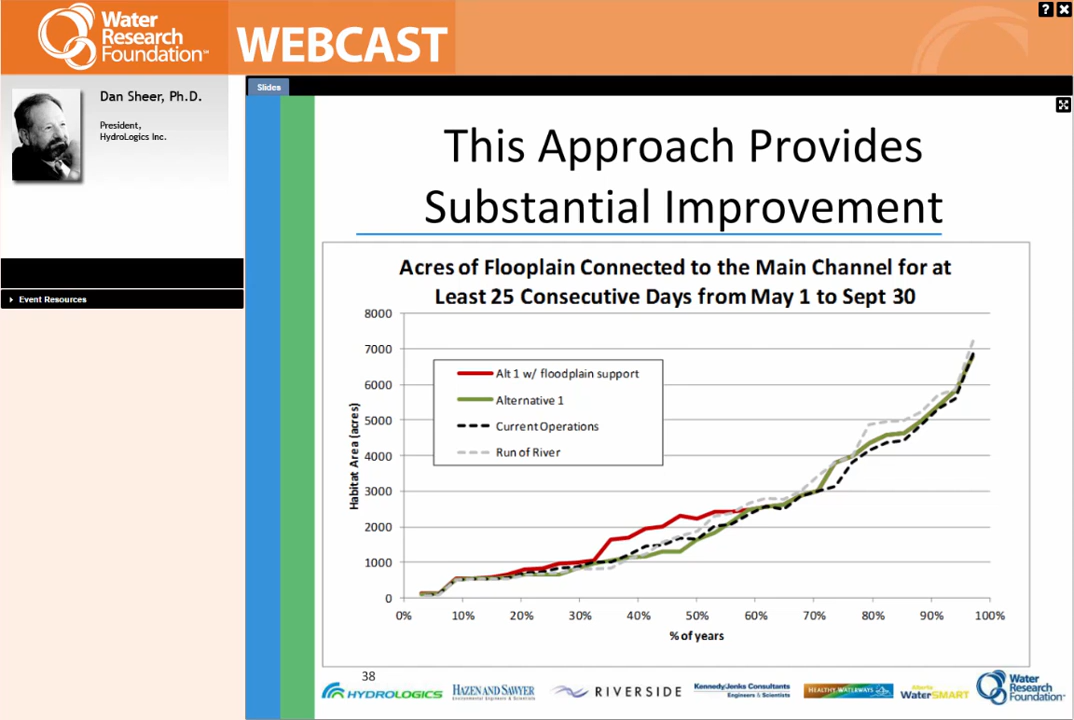 Water
Research
Foundation™
WEBCAST
? ×
Dan Sheer, Ph.D.
President,
HydroLogics Inc.
Event Resources
Slides
This Approach Provides
Substantial Improvement
Acres of Flooplain Connected to the Main Channel for at
Least 25 Consecutive Days from May 1 to Sept 30
Habitat Area (acres)
8000
7000
6000
5000
4000
3000
2000
1000
0
Alt 1 w/ floodplain support
Alternative 1
Current Operations
Run of River
0% 10% 20% 30% 40% 50% 60% 70% 80% 90% 100%
% of years
38
HYDROLOGICS
HAZEN AND SAWYER
Environmental Engineers & Scientists
RIVERSIDE
Kennedy/Jenks Consultants
Engineers & Scientists
HEALTHY WATERWAYS
Alberta
WaterSMART
Water
Research
Foundation